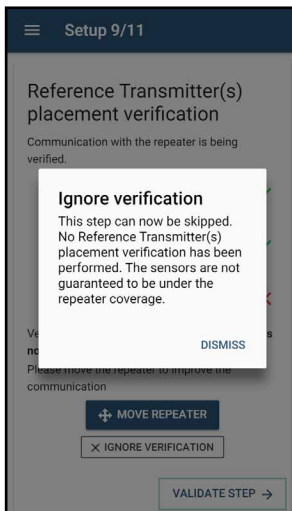 Setup 9/11
Reference Transmitter(s)
placement verification
Communication with the repeater is being
verified.
Ignore verification
This step can now be skipped.
No Reference Transmitter(s)
placement verification has been
performed. The sensors are not
guaranteed to be under the
repeater coverage.
DISMISS
Please move the repeater to improve the
communication
MOVE REPEATER
IGNORE VERIFICATION
VALIDATE STEP